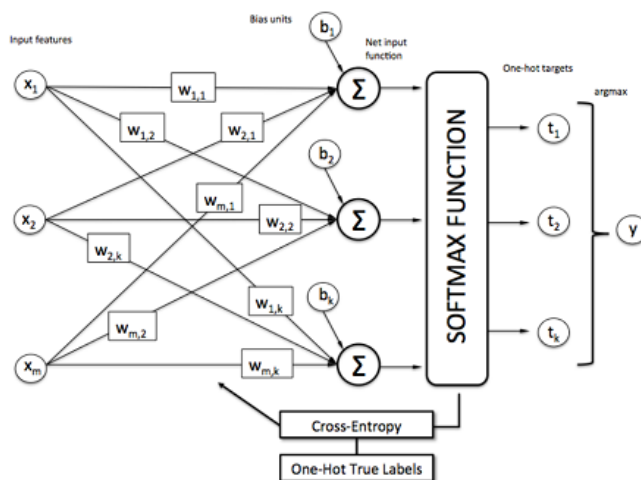 Bias units
b1
Input features
Net input
function
One-hot targets
argmax
x1
w1,1
Σ
w1,2
w2,1
t1
b2
wm,1
x2
w2,2
Σ
SOFTMAX FUNCTION
t2
y
w2,k
bk
w1,k
wm,2
tk
xm
wm,k
Σ
Cross-Entropy
One-Hot True Labels